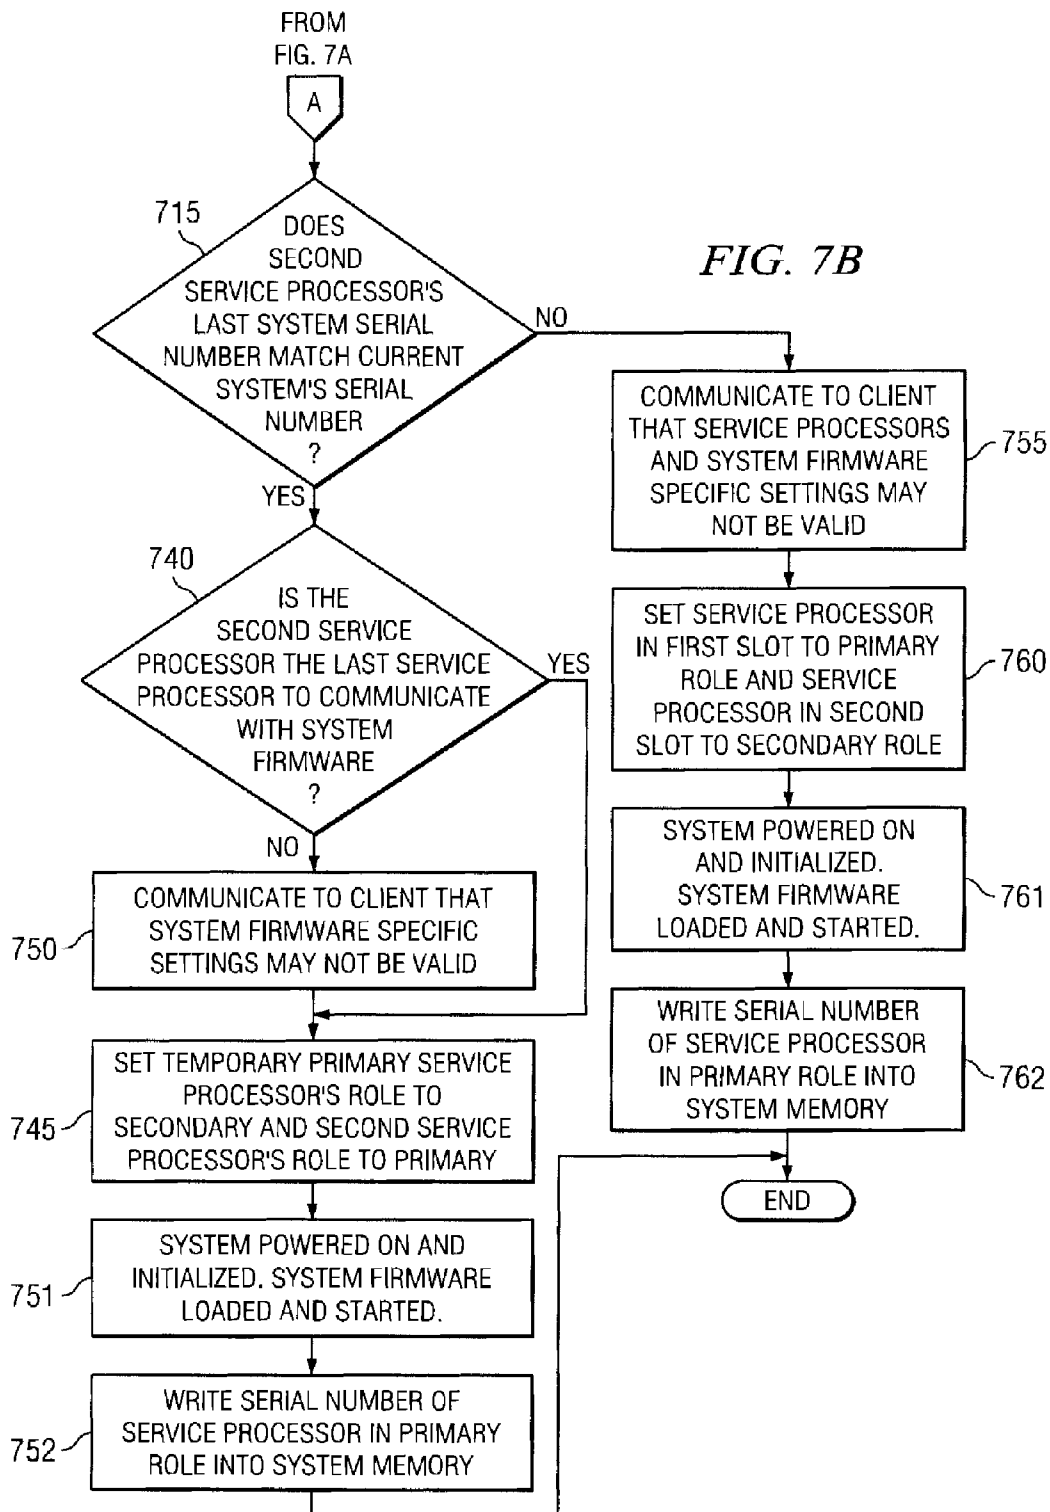 FROM
FIG. 7A
A
715
DOES
SECOND
SERVICE PROCESSOR'S
LAST SYSTEM SERIAL
NUMBER MATCH CURRENT
SYSTEM'S SERIAL
NUMBER
?
NO
YES
FIG. 7B
740
IS THE
SECOND SERVICE
PROCESSOR THE LAST SERVICE
PROCESSOR TO COMMUNICATE
WITH SYSTEM
FIRMWARE
?
YES
NO
750
COMMUNICATE TO CLIENT THAT
SYSTEM FIRMWARE SPECIFIC
SETTINGS MAY NOT BE VALID
745
SET TEMPORARY PRIMARY SERVICE
PROCESSOR'S ROLE TO
SECONDARY AND SECOND SERVICE
PROCESSOR'S ROLE TO PRIMARY
751
SYSTEM POWERED ON AND
INITIALIZED. SYSTEM FIRMWARE
LOADED AND STARTED.
752
WRITE SERIAL NUMBER OF
SERVICE PROCESSOR IN PRIMARY
ROLE INTO SYSTEM MEMORY
COMMUNICATE TO CLIENT
THAT SERVICE PROCESSORS
AND SYSTEM FIRMWARE
SPECIFIC SETTINGS MAY
NOT BE VALID
755
SET SERVICE PROCESSOR
IN FIRST SLOT TO PRIMARY
ROLE AND SERVICE
PROCESSOR IN SECOND
SLOT TO SECONDARY ROLE
760
SYSTEM POWERED ON
AND INITIALIZED.
SYSTEM FIRMWARE
LOADED AND STARTED.
761
WRITE SERIAL NUMBER
OF SERVICE PROCESSOR
IN PRIMARY ROLE INTO
SYSTEM MEMORY
762
END